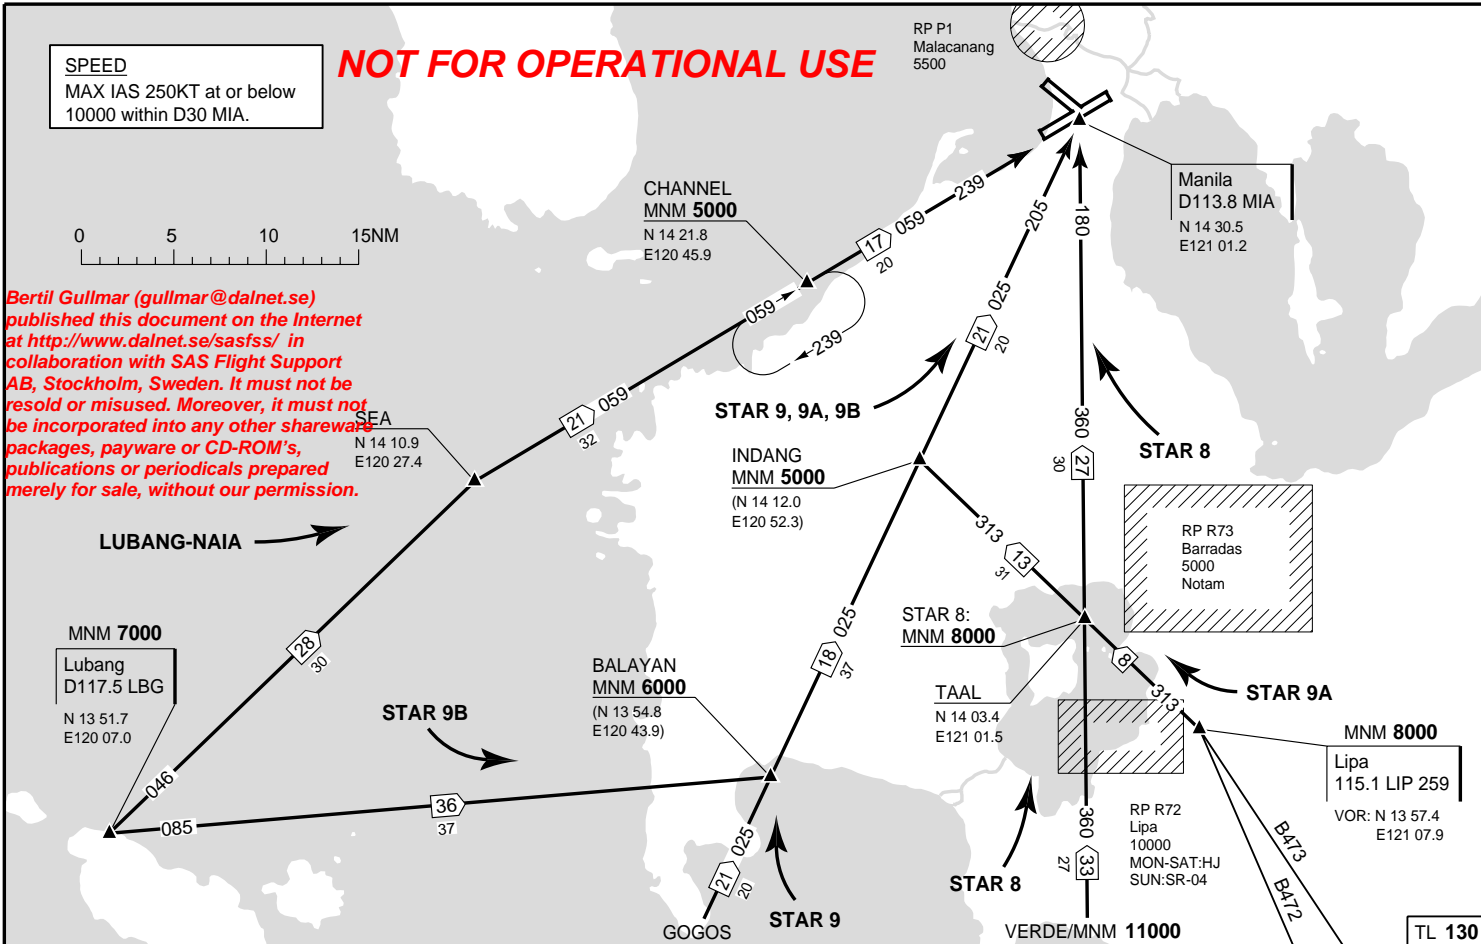 SPEED
MAX IAS 250KT at or below
10000 within D30 MIA.
NOT FOR OPERATIONAL USE
RP P1
Malacanang
5500
0 5 10 15NM
Bertil Gullmar (gullmar@dalnet.se)
published this document on the Internet
at http://www.dalnet.se/sasfss/ in
collaboration with SAS Flight Support
AB, Stockholm, Sweden. It must not be
resold or misused. Moreover, it must not
be incorporated into any other shareware
packages, payware or CD-ROM's,
publications or periodicals prepared
merely for sale, without our permission.
CHANNEL
MNM 5000
N 14 21.8
E120 45.9
Manila
D113.8 MIA
N 14 30.5
E121 01.2
239
059
17
20
205
180
059
239
025
21
20
SEA
N 14 10.9
E120 27.4
059
21
32
STAR 9, 9A, 9B
360
27
30
STAR 8
INDANG
MNM 5000
(N 14 12.0
E120 52.3)
LUBANG-NAIA
313
13
31
RP R73
Barradas
5000
Notam
MNM 7000
Lubang
D117.5 LBG
N 13 51.7
E120 07.0
28
30
046
025
18
37
STAR 8:
MNM 8000
BALAYAN
MNM 6000
(N 13 54.8
E120 43.9)
TAAL
N 14 03.4
E121 01.5
8
313
STAR 9A
STAR 9B
MNM 8000
Lipa
115.1 LIP 259
VOR: N 13 57.4
E121 07.9
085
36
37
025
21
20
360
33
27
RP R72
Lipa
10000
MON-SAT:HJ
SUN:SR-04
B473
B472
STAR 8
STAR 9
GOGOS
VERDE/MNM 11000
TL 130